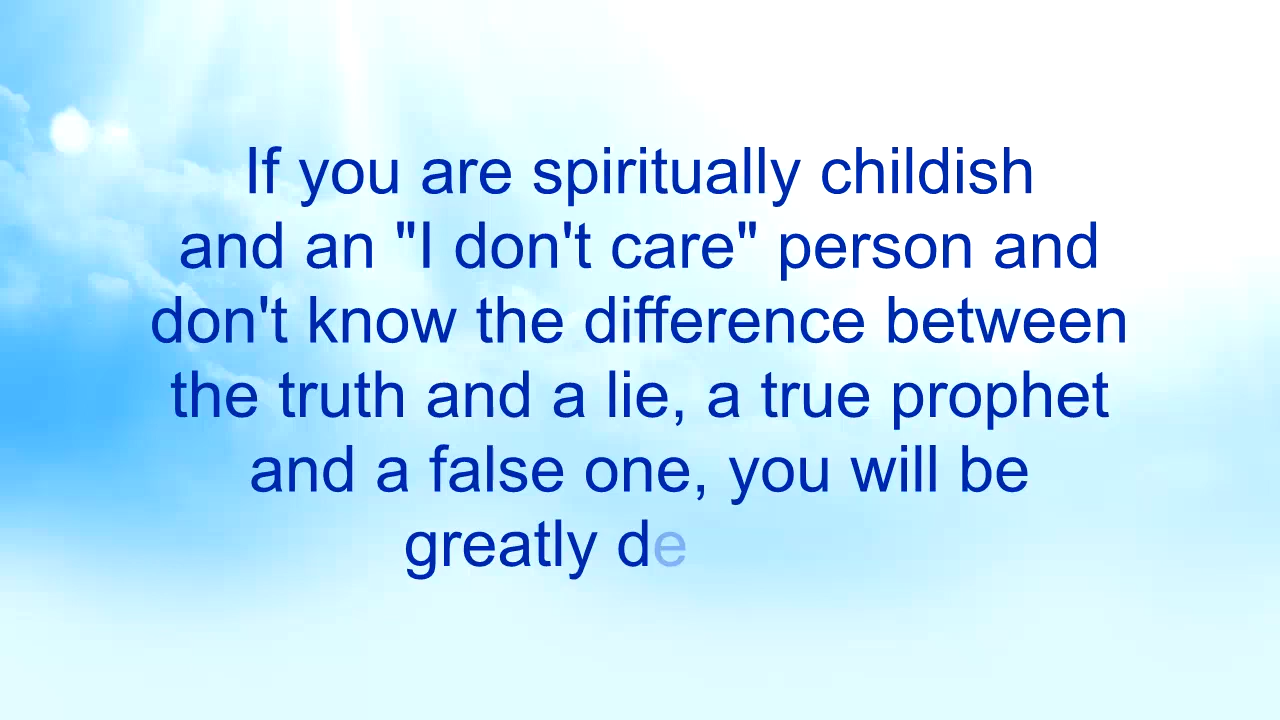 If you are spiritually childish
and an "I don't care" person and
don't know the difference between
the truth and a lie, a true prophet
and a false one, you will be
greatly de